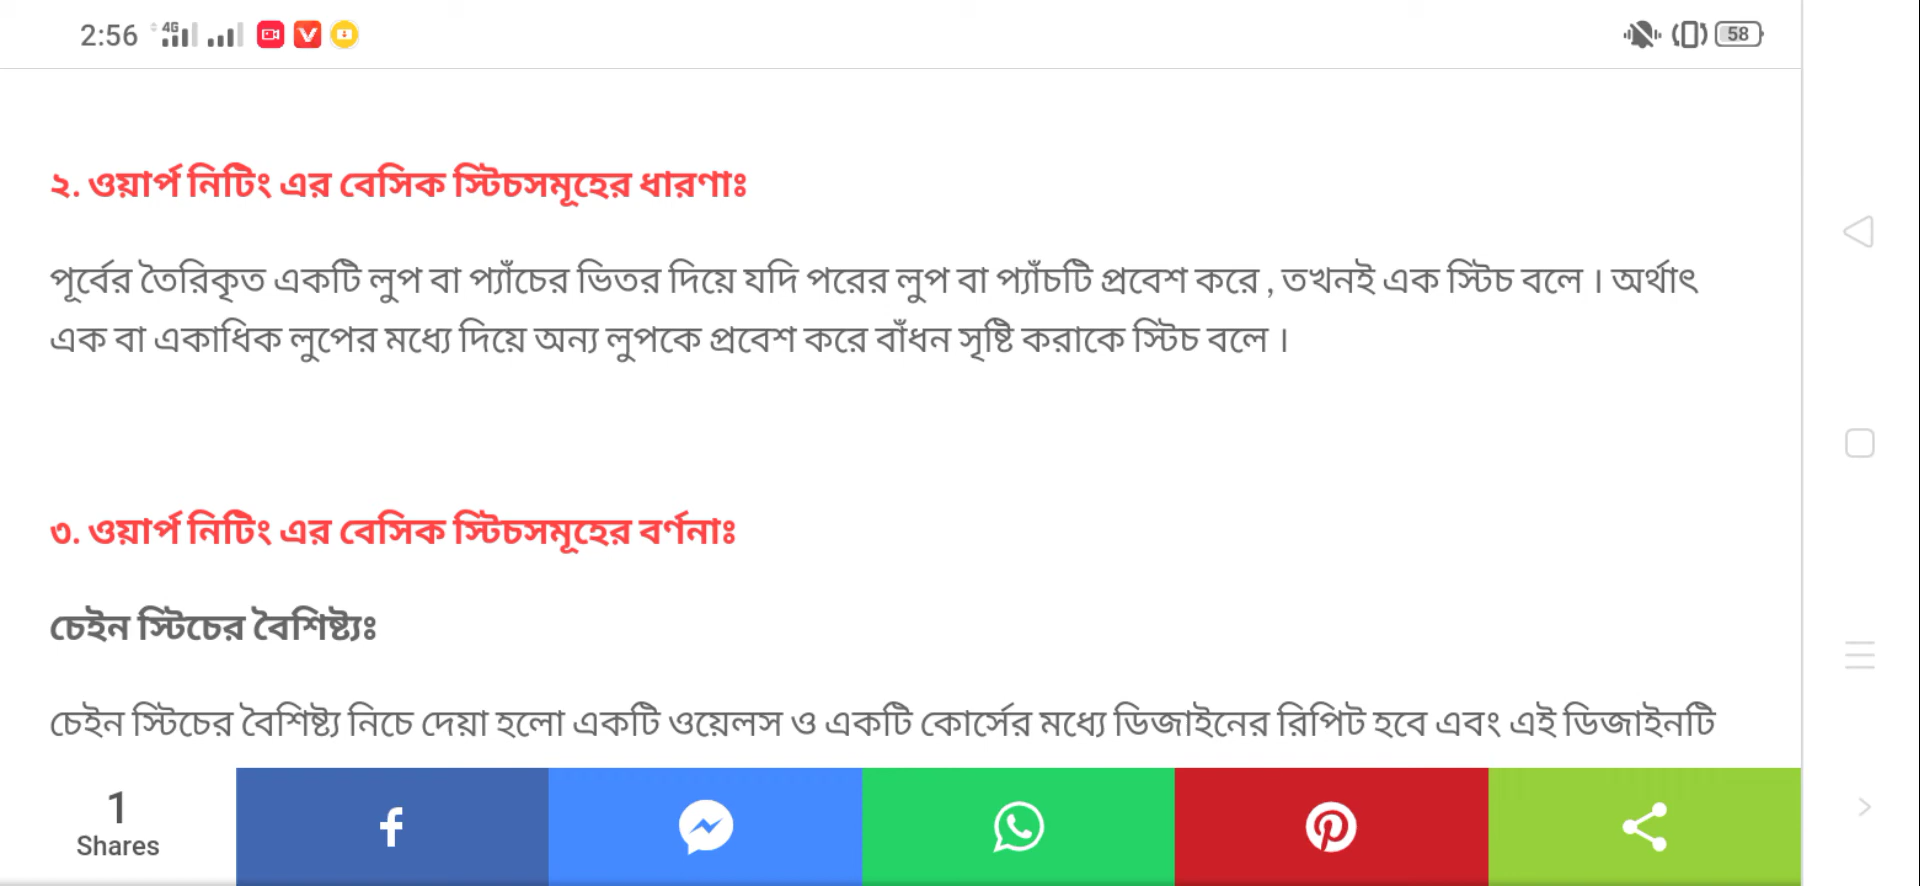 2:56 4G 58
২. ওয়ার্প নিটিং এর বেসিক স্টিচসমূহের ধারণাঃ
পূর্বের তৈরিকৃত একটি লুপ বা প্যাঁচের ভিতর দিয়ে যদি পরের লুপ বা প্যাঁচটি প্রবেশ করে , তখনই এক স্টিচ বলে । অর্থাৎ
এক বা একাধিক লুপের মধ্যে দিয়ে অন্য লুপকে প্রবেশ করে বাঁধন সৃষ্টি করাকে স্টিচ বলে ।
৩. ওয়ার্প নিটিং এর বেসিক স্টিচসমূহের বর্ণনাঃ
চেইন স্টিচের বৈশিষ্ট্যঃ
চেইন স্টিচের বৈশিষ্ট্য নিচে দেয়া হলো একটি ওয়েলস ও একটি কোর্সের মধ্যে ডিজাইনের রিপিট হবে এবং এই ডিজাইনটি
1
Shares